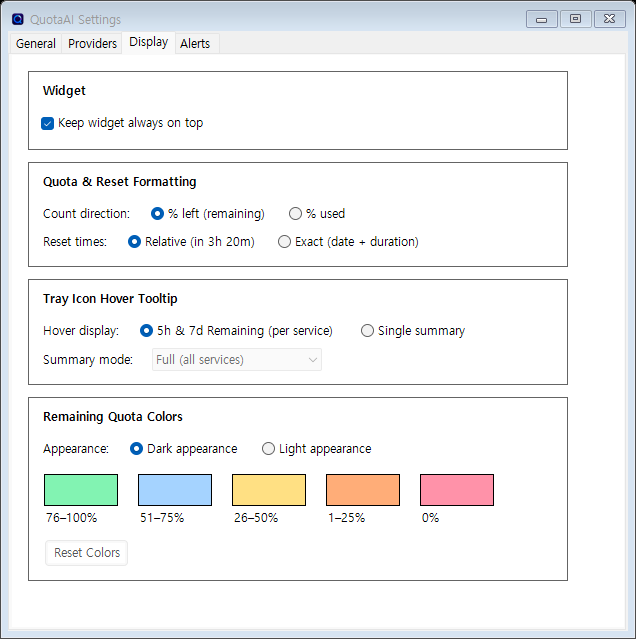 QuotaAI Settings
General Providers Display Alerts
Widget
Keep widget always on top
Quota & Reset Formatting
Count direction: % left (remaining) % used
Reset times: Relative (in 3h 20m) Exact (date + duration)
Tray Icon Hover Tooltip
Hover display: 5h & 7d Remaining (per service) Single summary
Summary mode: Full (all services)
Remaining Quota Colors
Appearance: Dark appearance Light appearance
76–100% 51–75% 26–50% 1–25% 0%
Reset Colors